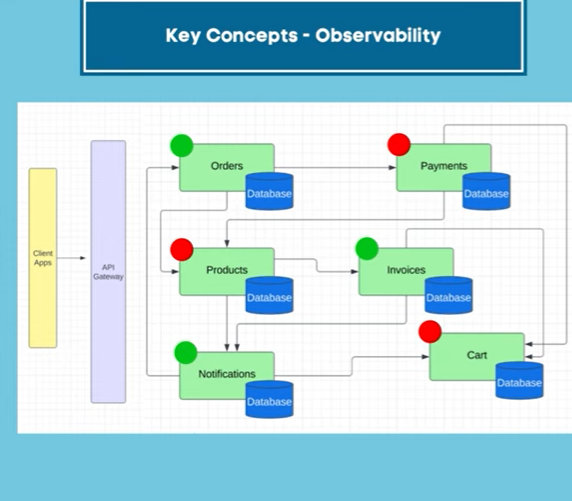 Key Concepts - Observability
Client
Apps
API
Gateway
Orders
Database
Payments
Database
Products
Database
Invoices
Database
Notifications
Database
Cart
Database